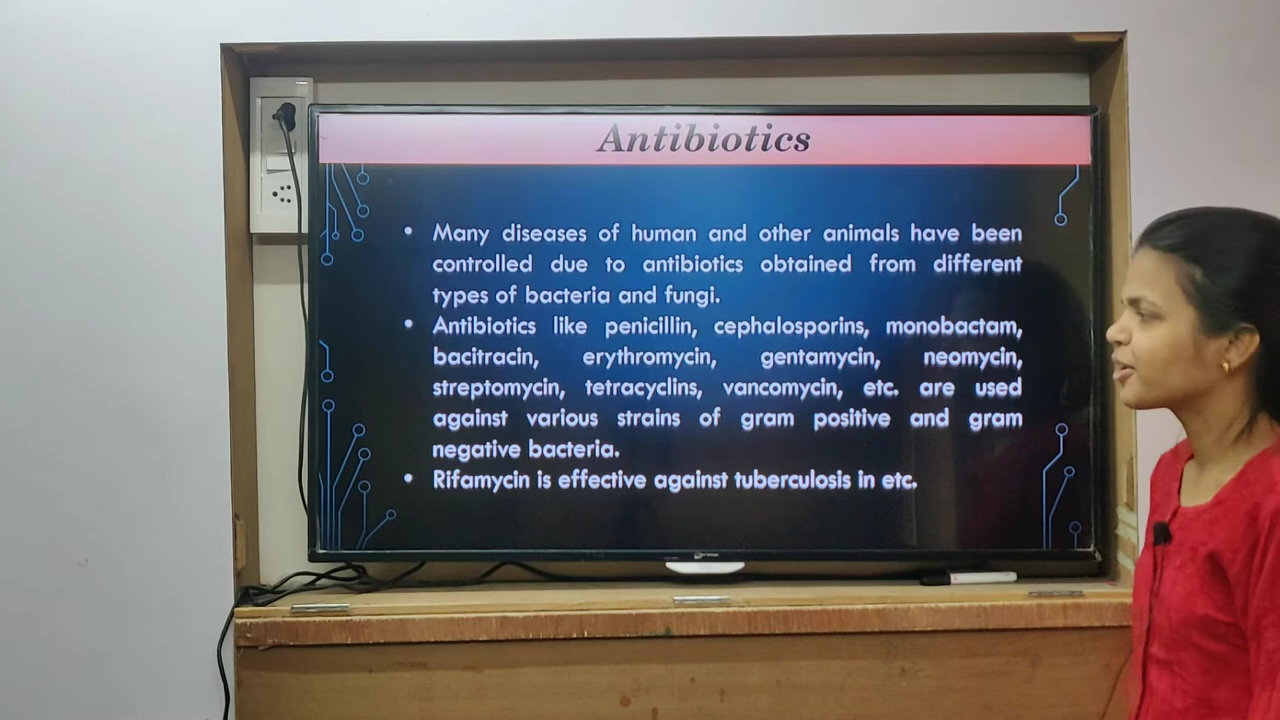 Antibiotics
• Many diseases of human and other animals have been
controlled due to antibiotics obtained from different
types of bacteria and fungi.
• Antibiotics like penicillin, cephalosporins, monobactam,
bacitracin, erythromycin, gentamycin, neomycin,
streptomycin, tetracyclins, vancomycin, etc. are used
against various strains of gram positive and gram
negative bacteria.
• Rifamycin is effective against tuberculosis in etc.